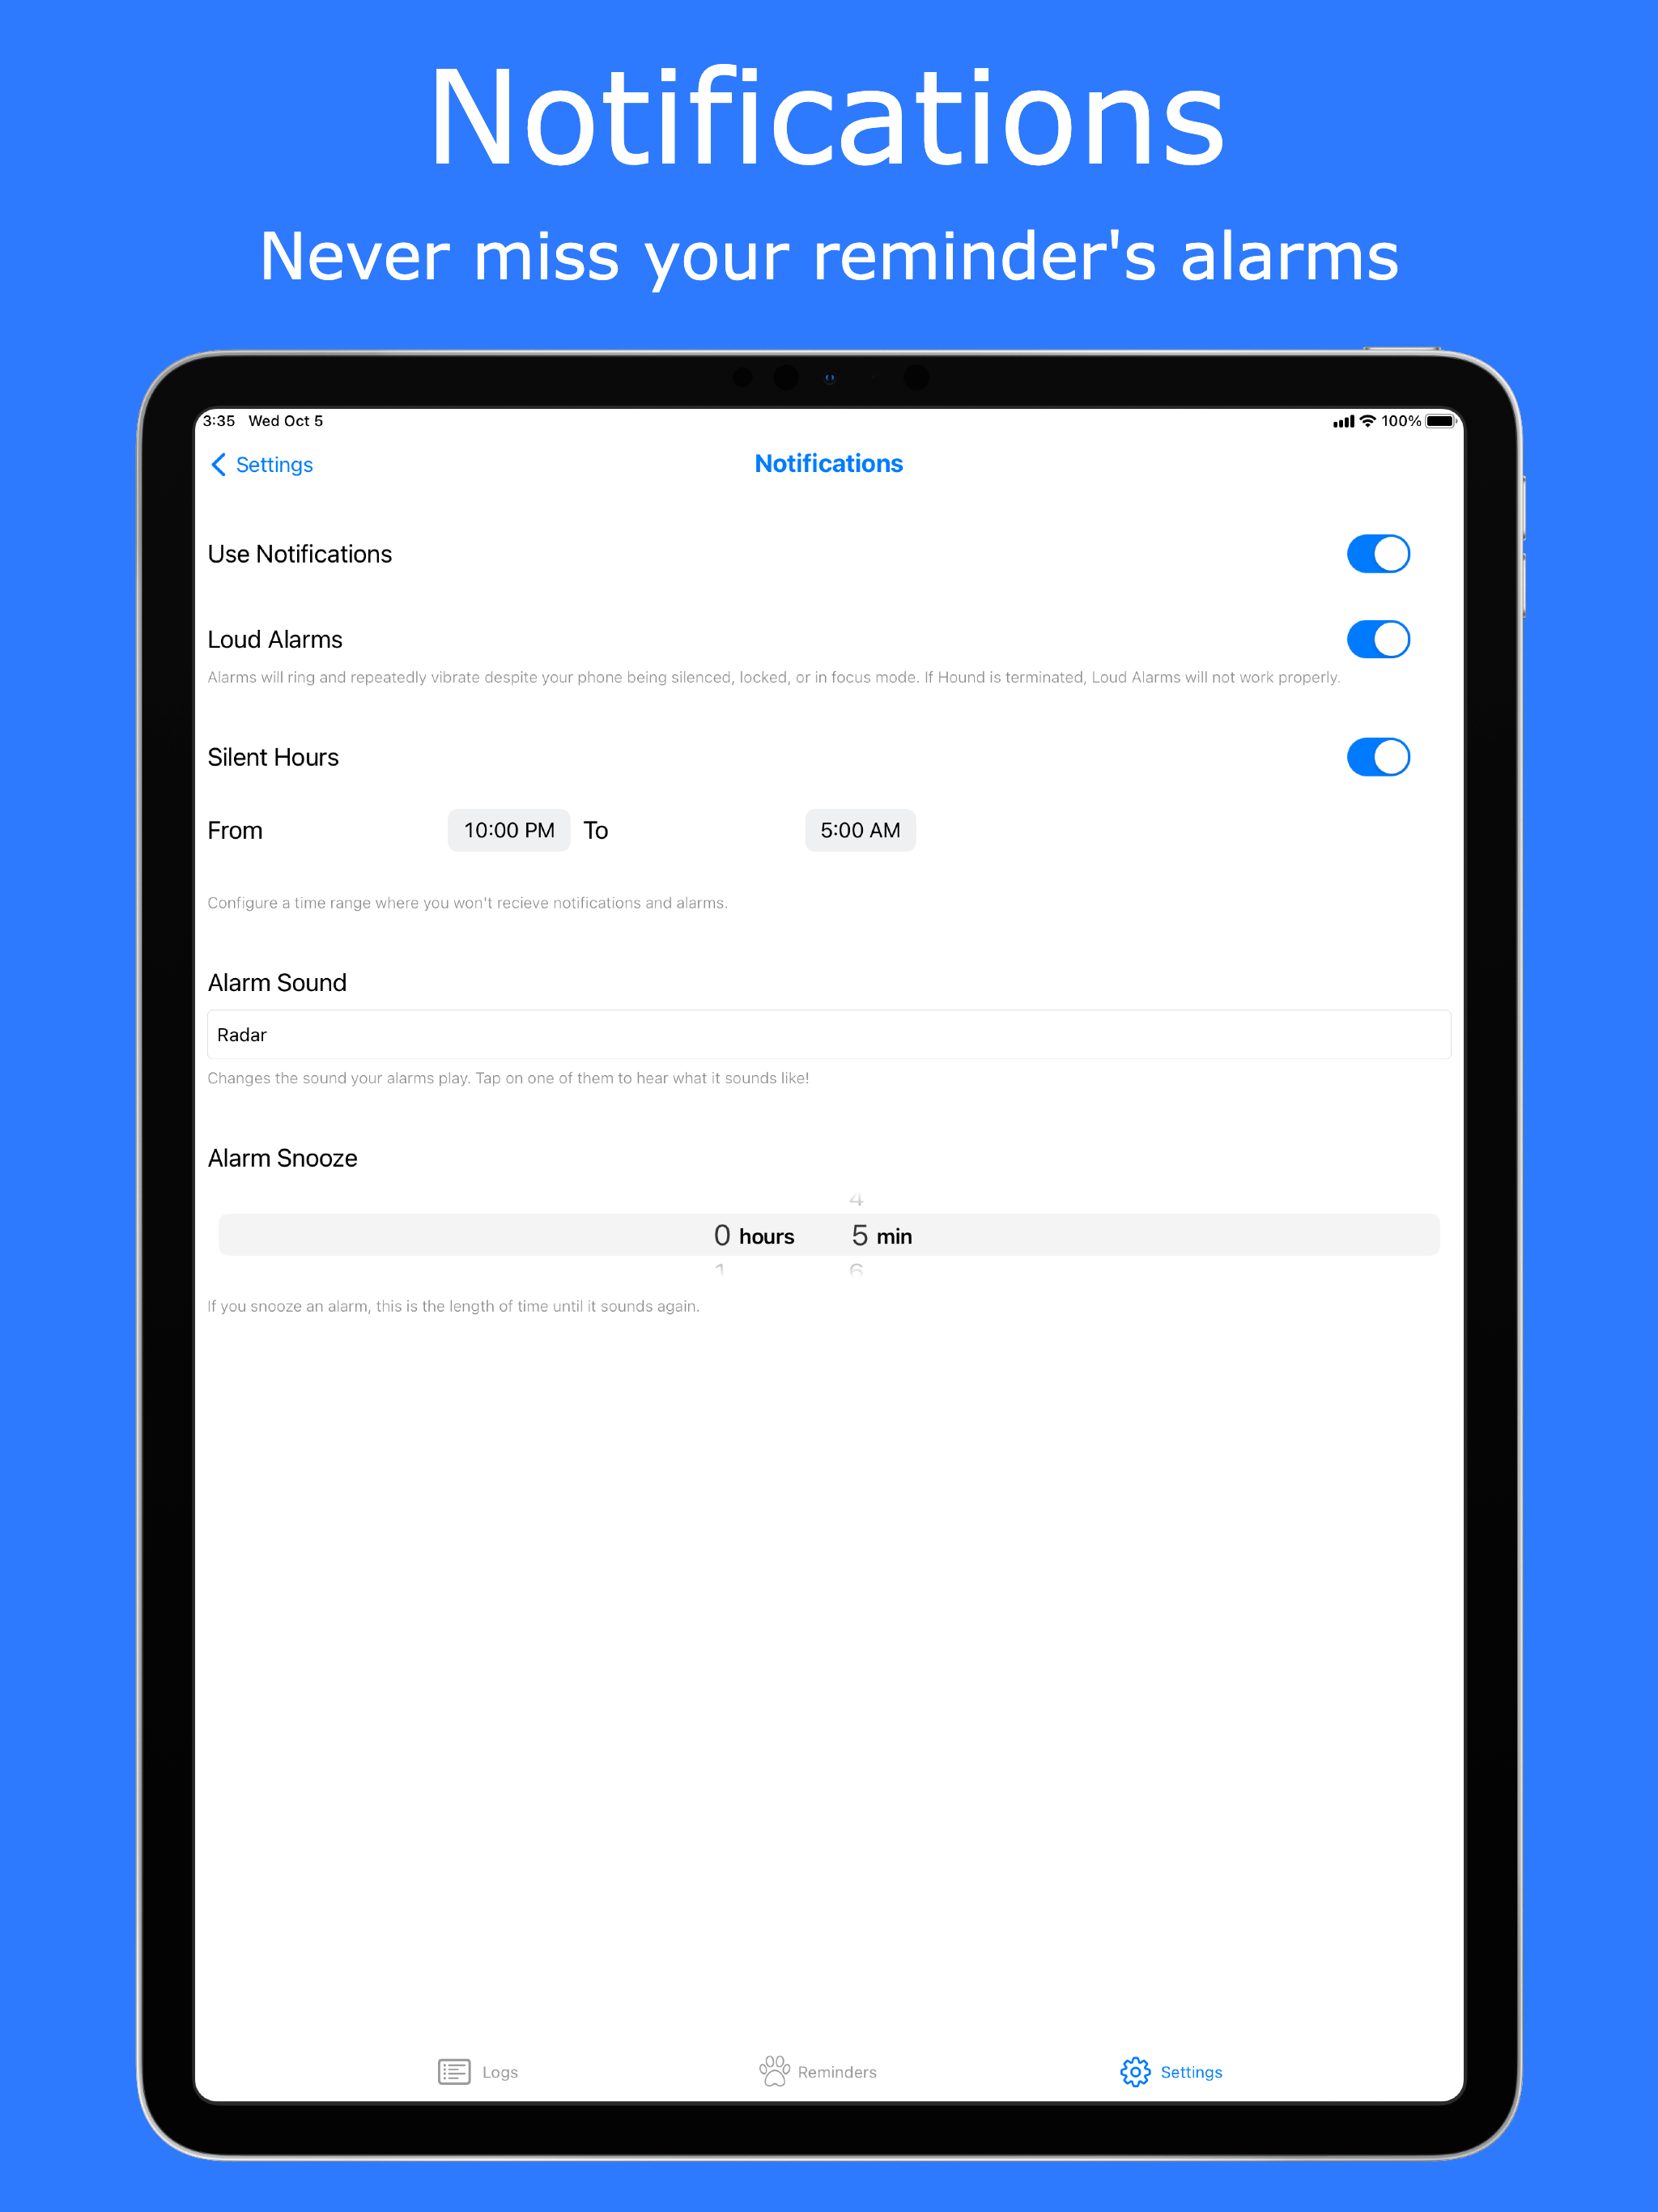 Notifications
Never miss your reminder's alarms
3:35 Wed Oct 5 100%
Settings Notifications
Use Notifications
Loud Alarms
Alarms will ring and repeatedly vibrate despite your phone being silenced, locked, or in focus mode. If Hound is terminated, Loud Alarms will not work properly.
Silent Hours
From 10:00 PM To 5:00 AM
Configure a time range where you won't recieve notifications and alarms.
Alarm Sound
Radar
Changes the sound your alarms play. Tap on one of them to hear what it sounds like!
Alarm Snooze
4
0 hours 5 min
1 6
If you snooze an alarm, this is the length of time until it sounds again.
Logs Reminders Settings